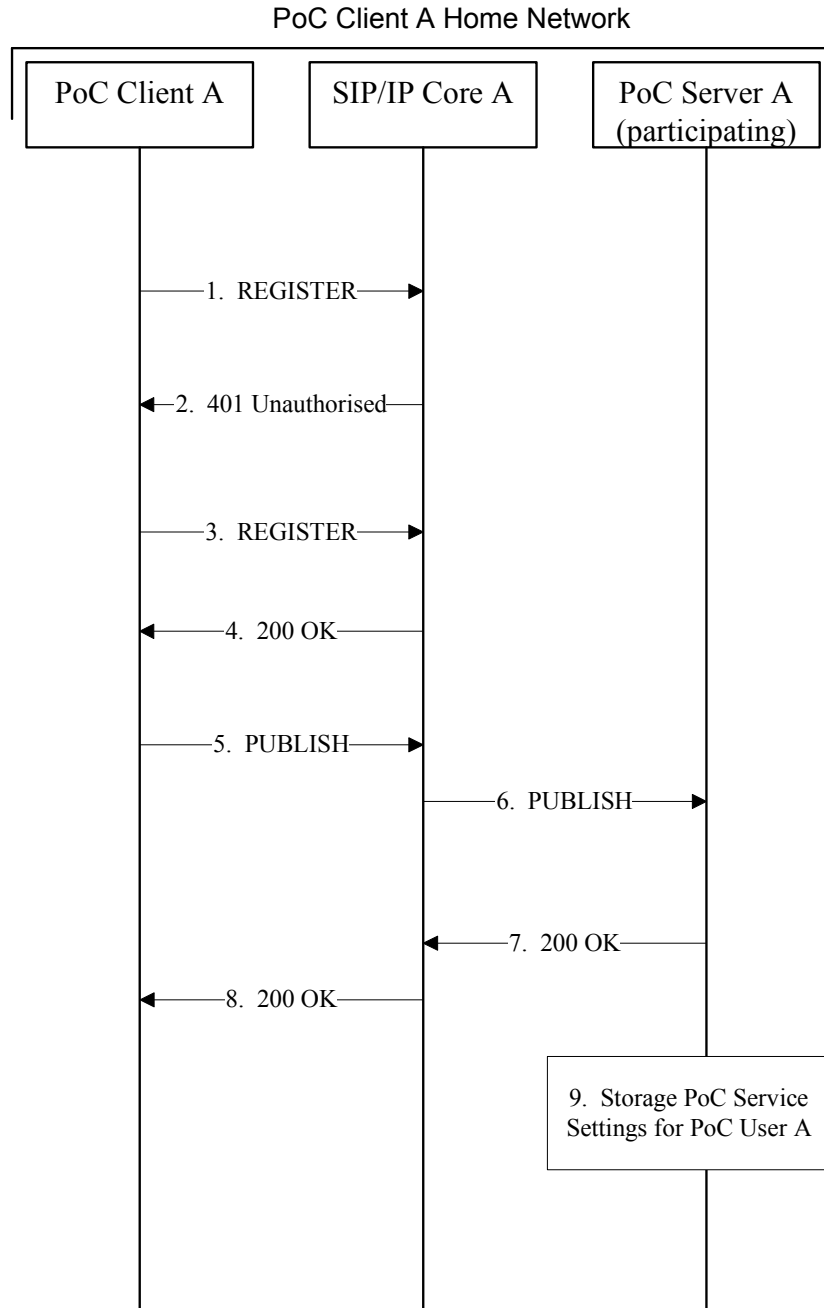 PoC Client A Home Network
PoC Client A
SIP/IP Core A
PoC Server A
(participating)
1. REGISTER
2. 401 Unauthorised
3. REGISTER
4. 200 OK
5. PUBLISH
6. PUBLISH
7. 200 OK
8. 200 OK
9. Storage PoC Service
Settings for PoC User A